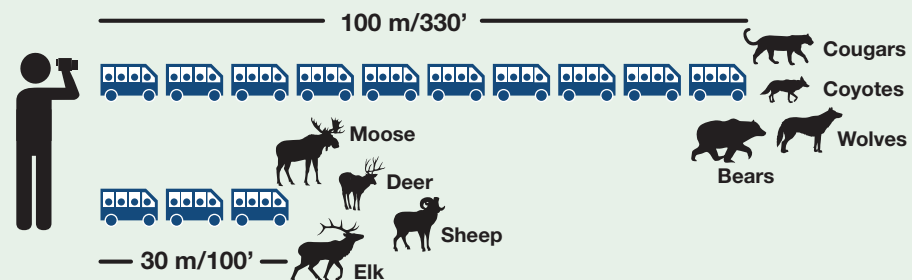 100 m/330’
Cougars
Coyotes
Wolves
Bears
Moose
Deer
Sheep
30 m/100’
Elk